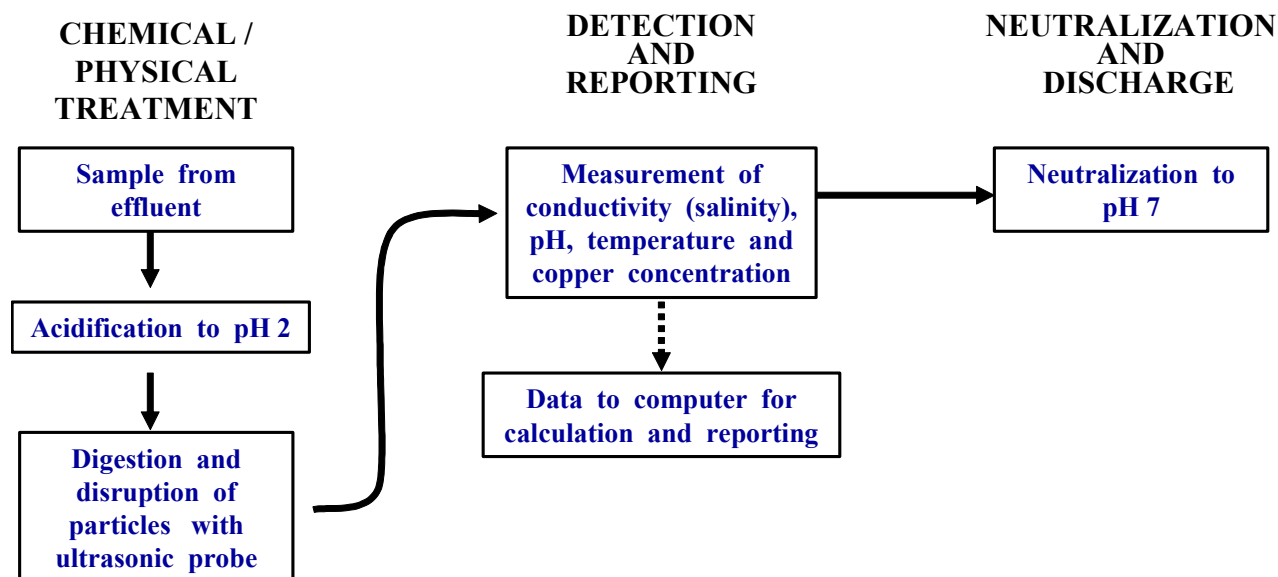 CHEMICAL /
PHYSICAL
TREATMENT
Sample from
effluent
Acidification to pH 2
Digestion and
disruption of
particles with
ultrasonic probe
DETECTION
AND
REPORTING
Measurement of
conductivity (salinity),
pH, temperature and
copper concentration
Data to computer for
calculation and reporting
NEUTRALIZATION
AND
DISCHARGE
Neutralization to
pH 7